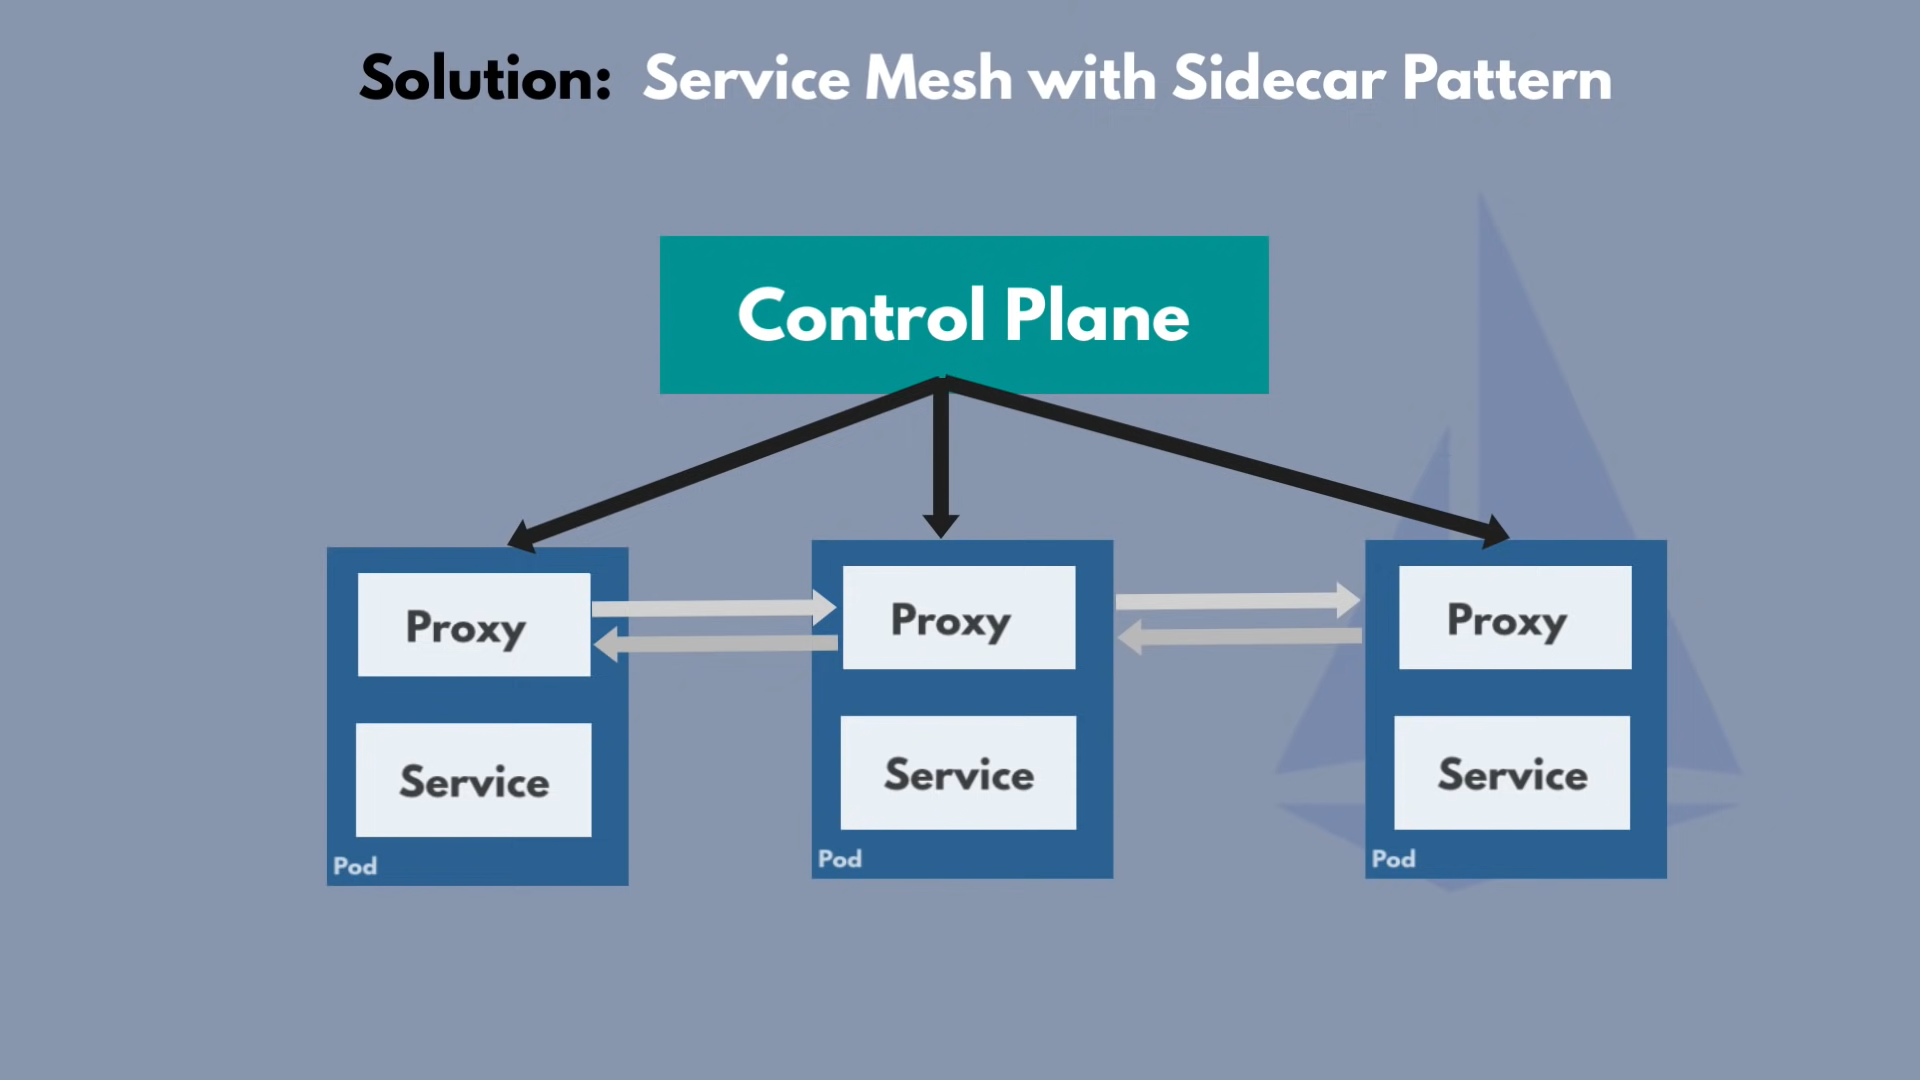 Solution: Service Mesh with Sidecar Pattern
Control Plane
Proxy
Service
Pod
Proxy
Service
Pod
Proxy
Service
Pod